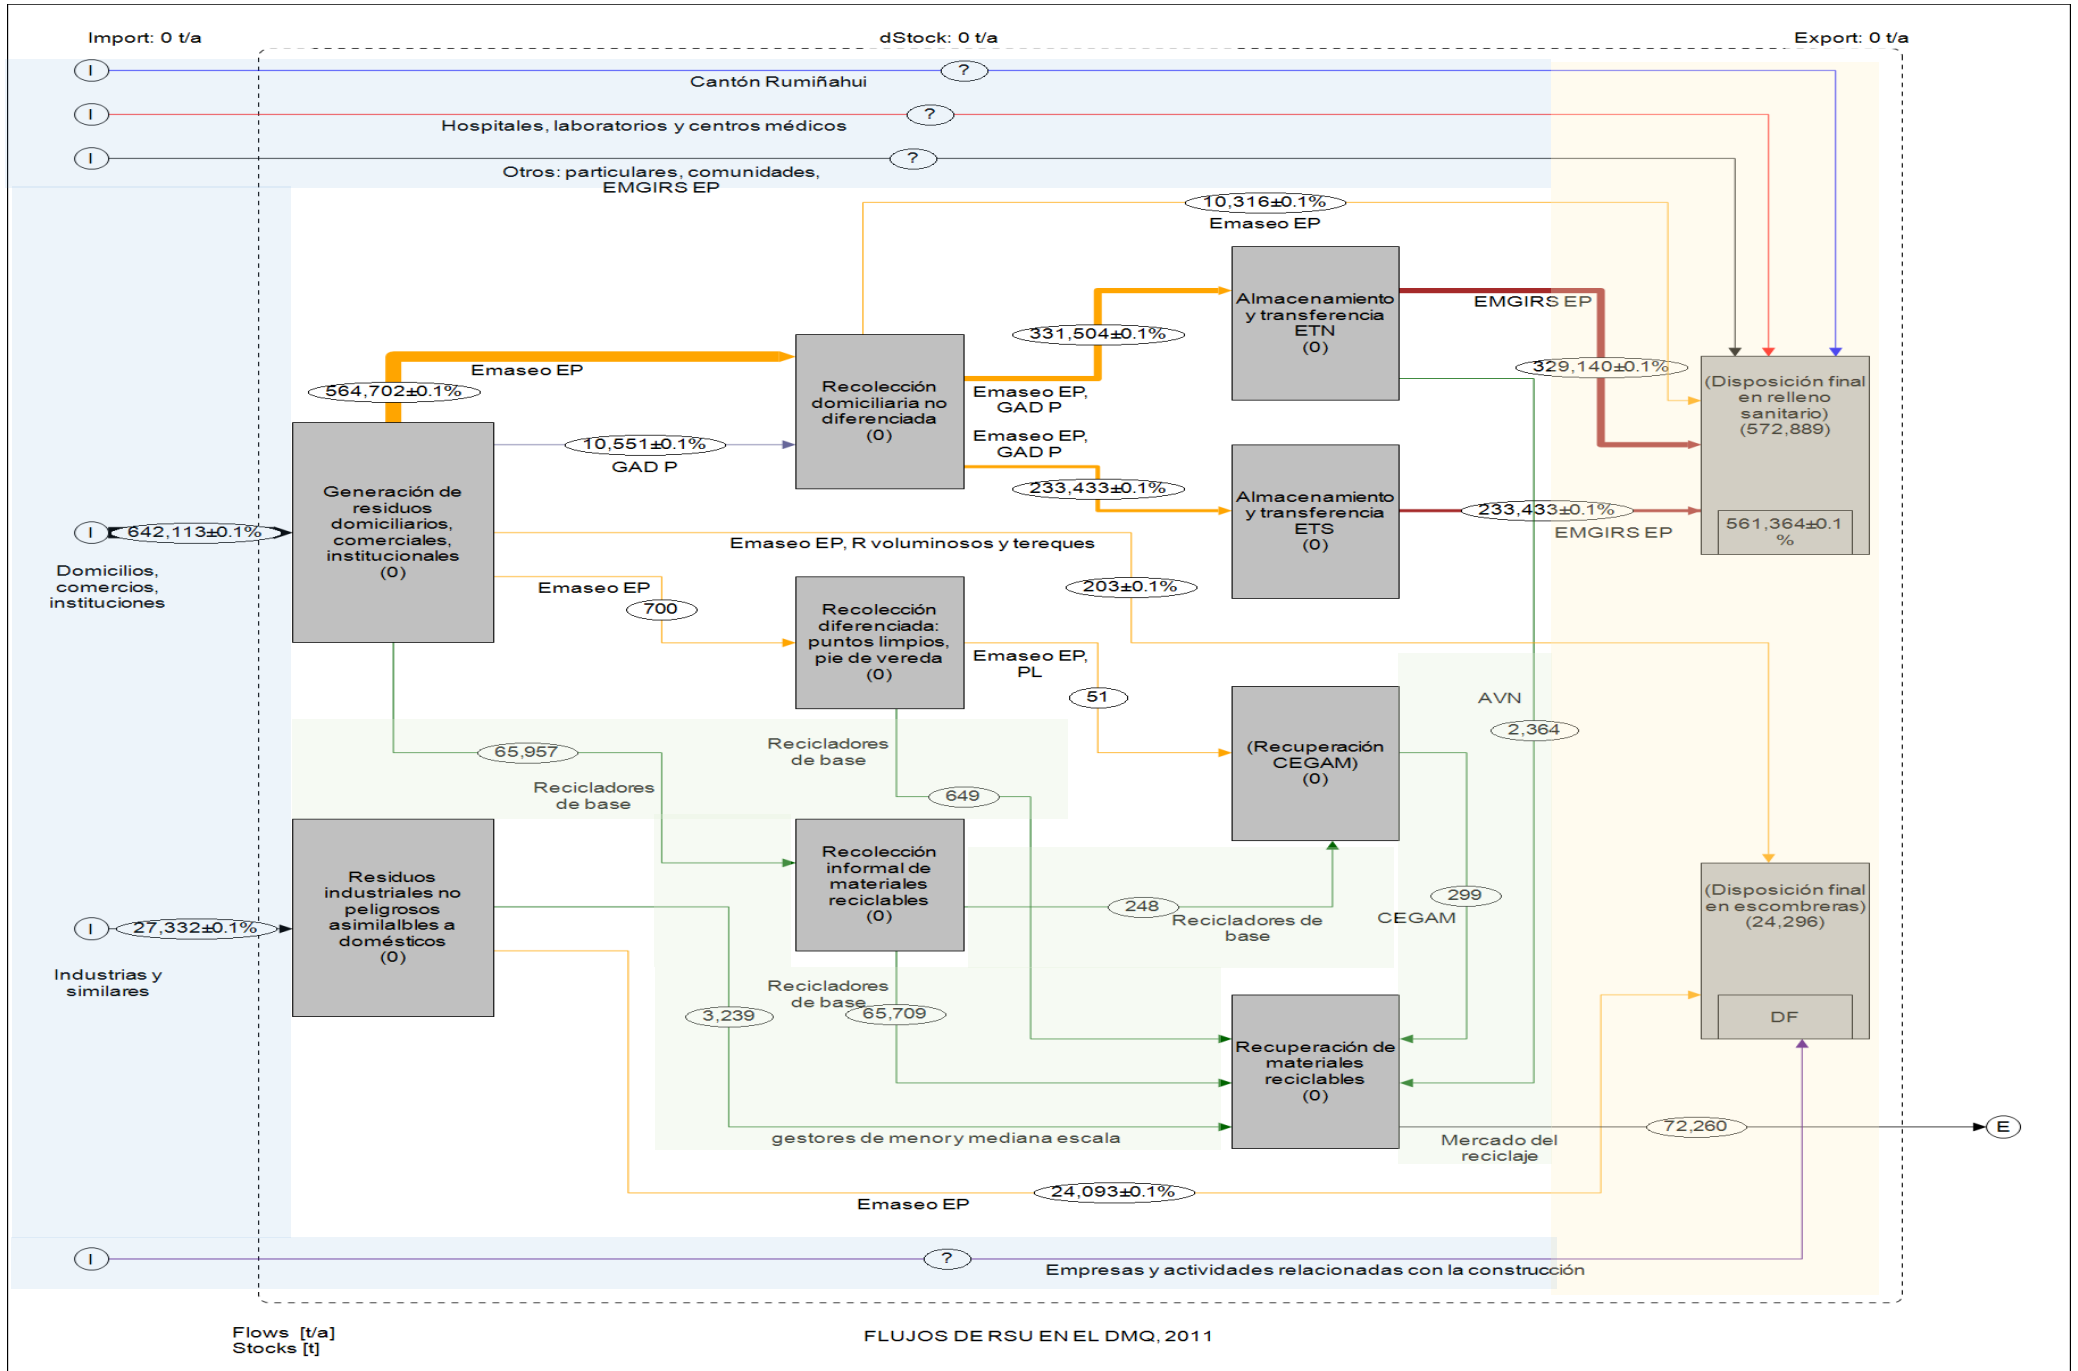 Import: 0 t/a
dStock: 0 t/a
Export: 0 t/a
I
?
Cantón Rumiñahui
I
?
Hospitales, laboratorios y centros médicos
I
?
Otros: particulares, comunidades,
EMGIRS EP
10,316±0.1%
Emaseo EP
Almacenamiento
y transferencia
ETN
(0)
EMGIRS EP
331,504±0.1%
329,140±0.1%
Emaseo EP
564,702±0.1%
Recolección
domiciliaria no
diferenciada
(0)
Emaseo EP,
GAD P
Emaseo EP,
GAD P
(Disposición final
en relleno
sanitario)
(572,889)
561,364±0.1
%
10,551±0.1%
GAD P
233,433±0.1%
Almacenamiento
y transferencia
ETS
(0)
233,433±0.1%
EMGIRS EP
Generación de
residuos
domiciliarios,
comerciales,
institucionales
(0)
I
642,113±0.1%
Domicilios,
comercios,
instituciones
Emaseo EP, R voluminosos y tereques
203±0.1%
Emaseo EP
700
Recolección
diferenciada:
puntos limpios,
pie de vereda
(0)
Emaseo EP,
PL
51
AVN
2,364
65,957
Recicladores
de base
Recicladores
de base
649
(Recuperación
CEGAM)
(0)
Residuos
industriales no
peligrosos
asimilalbles a
domésticos
(0)
I
27,332±0.1%
Industrias y
similares
Recolección
informal de
materiales
reciclables
(0)
248
Recicladores de
base
299
CEGAM
(Disposición final
en escombreras)
(24,296)
DF
Recicladores
de base
3,239
65,709
Recuperación de
materiales
reciclables
(0)
gestores de menor y mediana escala
72,260
E
Mercado del
reciclaje
24,093±0.1%
Emaseo EP
I
?
Empresas y actividades relacionadas con la construcción
Flows [t/a]
Stocks [t]
FLUJOS DE RSU EN EL DMQ, 2011